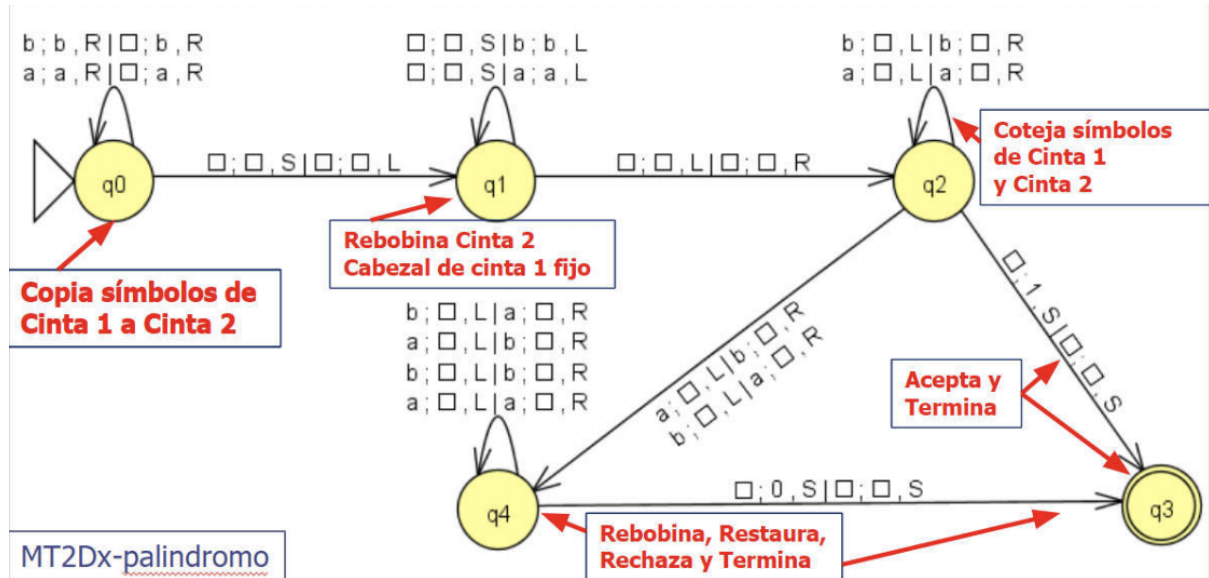 b; b , R | □; b , R
a; a , R | □; a , R
□; □ , S | b; b , L
□; □ , S | a; a , L
b; □ , L | b; □ , R
a; □ , L | a; □ , R
Coteja símbolos
de Cinta 1
y Cinta 2
q0
□; □ , S | □; □ , L
q1
□; □ , L | □; □ , R
q2
Rebobina Cinta 2
Cabezal de cinta 1 fijo
Copia símbolos de
Cinta 1 a Cinta 2
b; □ , L | a; □ , R
a; □ , L | b; □ , R
b; □ , L | b; □ , R
a; □ , L | a; □ , R
a; □ , L | b; □ , R
b; □ , L | a; □ , R
□; 1 , S | □; □ , S
Acepta y
Termina
q4
□; 0 , S | □; □ , S
q3
Rebobina, Restaura,
Rechaza y Termina
MT2Dx-palindromo